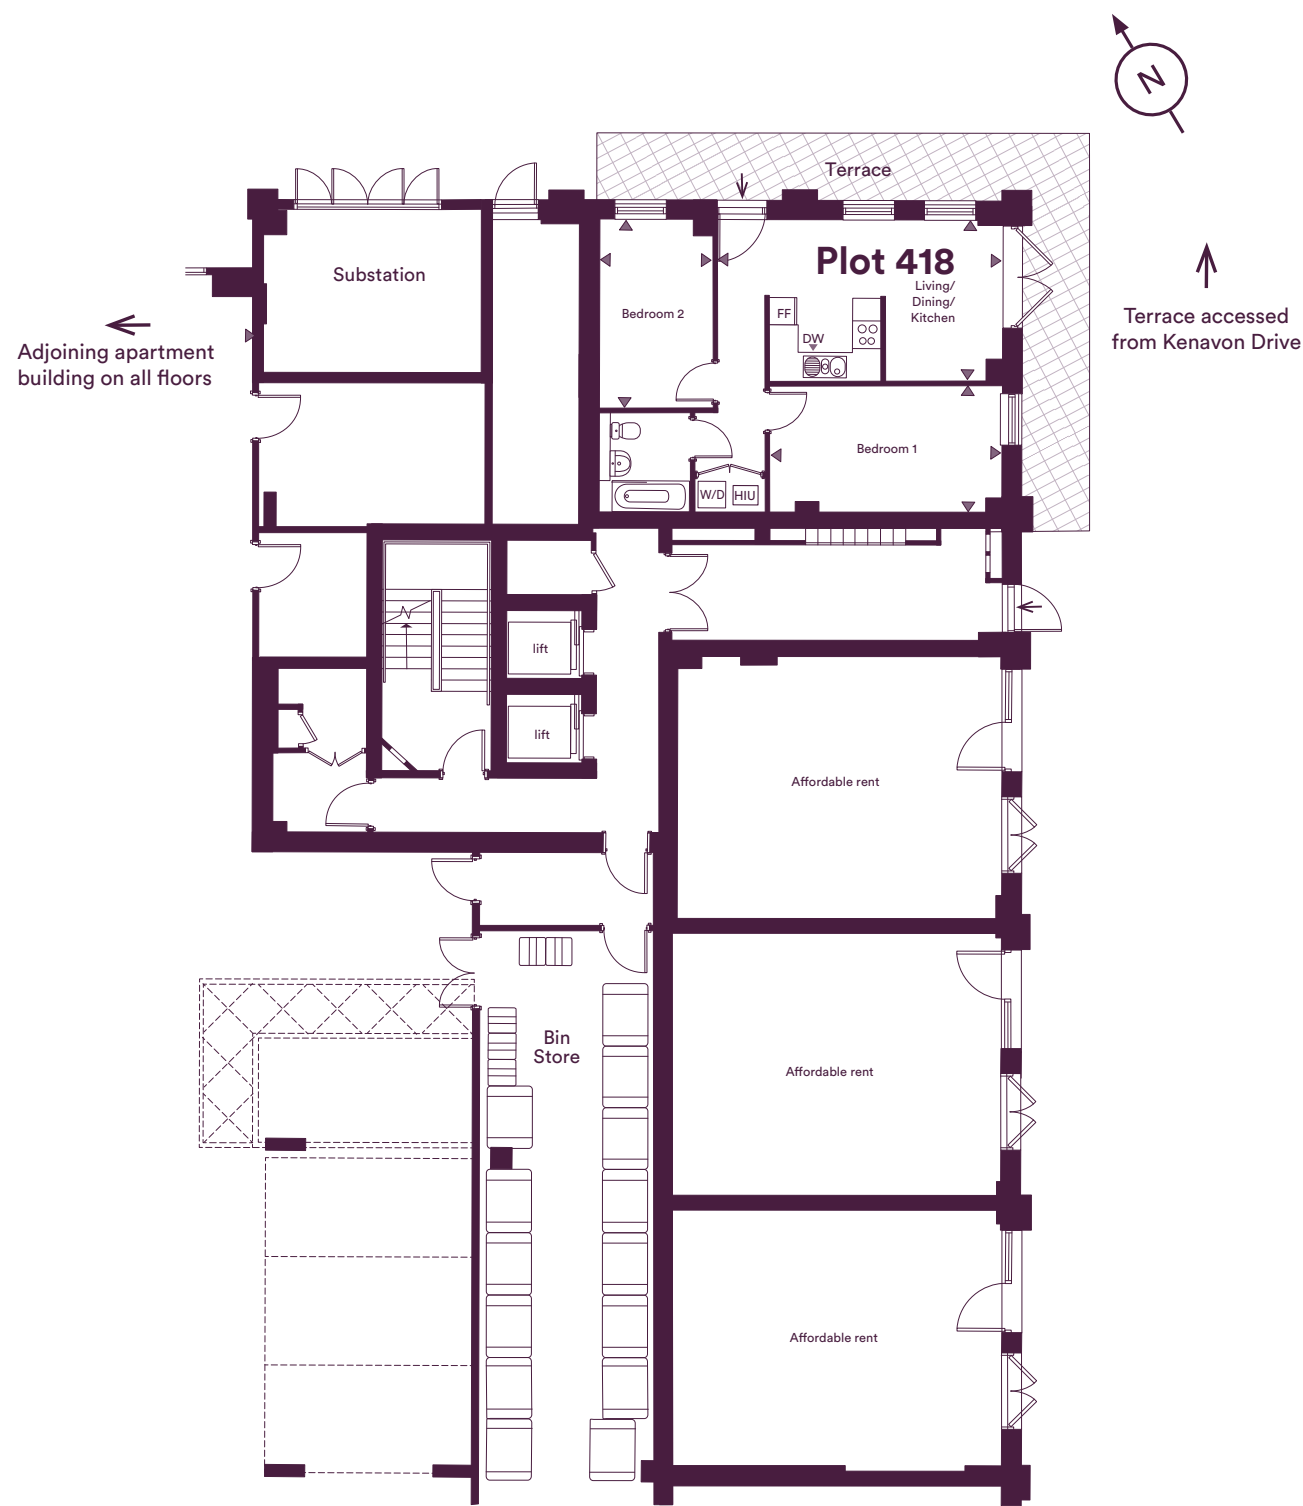 N
Terrace
Substation
Plot 418
Living/
Dining/
Kitchen
Bedroom 2
FF
DW
Terrace accessed
from Kenavon Drive
Adjoining apartment
building on all floors
Bedroom 1
W/D
HIU
N
lift
lift
Affordable rent
Bin
Store
Affordable rent
Affordable rent